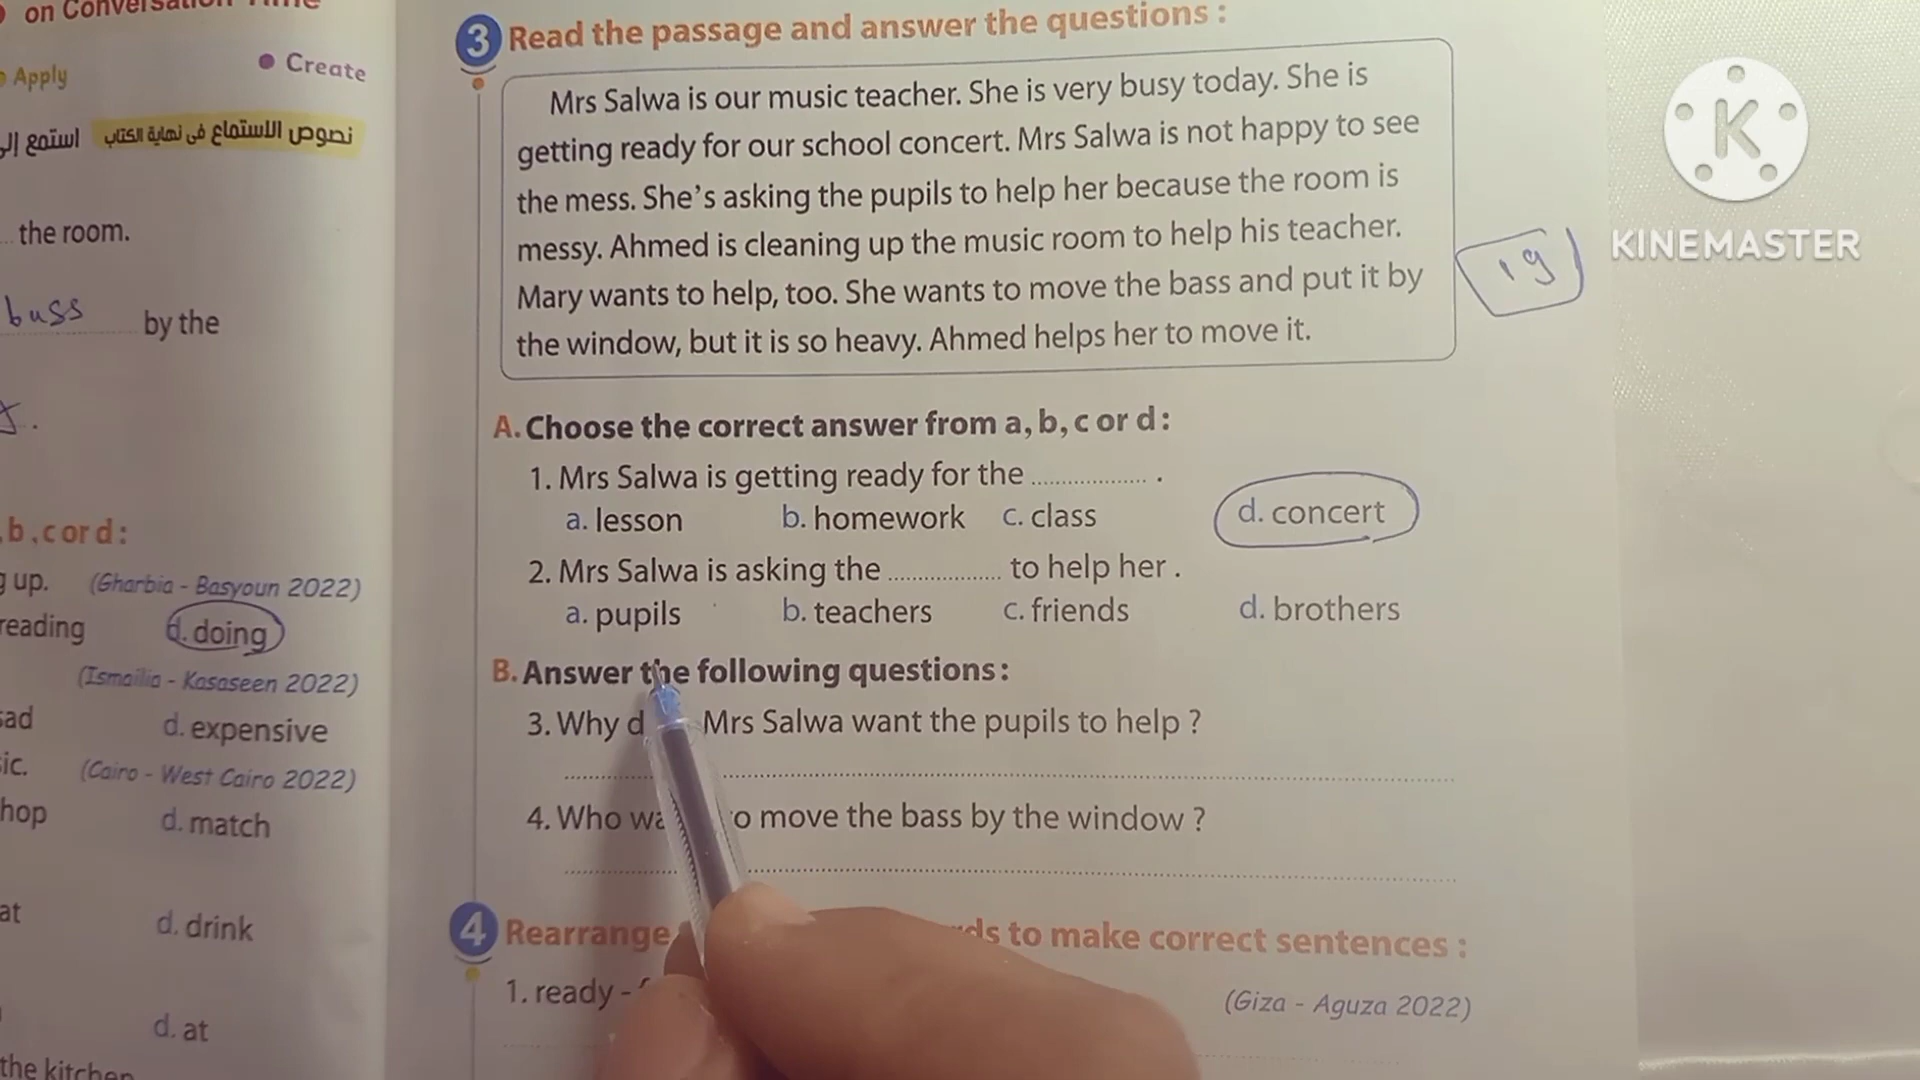 on Conversation Time
Apply
Create
نصوص الاستماع فى نهاية الكتاب
استمع إلى
the room.
buss by the
b, c or d:
g up. (Gharbia - Basyoun 2022)
reading d. doing
(Ismailia - Kasaseen 2022)
sad d. expensive
ic. (Cairo - West Cairo 2022)
hop d. match
at d. drink
d. at
the kitchen
3 Read the passage and answer the questions :
Mrs Salwa is our music teacher. She is very busy today. She is
getting ready for our school concert. Mrs Salwa is not happy to see
the mess. She's asking the pupils to help her because the room is
messy. Ahmed is cleaning up the music room to help his teacher.
Mary wants to help, too. She wants to move the bass and put it by
the window, but it is so heavy. Ahmed helps her to move it.
A. Choose the correct answer from a, b, c or d :
1. Mrs Salwa is getting ready for the .................. .
a. lesson b. homework c. class d. concert
2. Mrs Salwa is asking the .................. to help her .
a. pupils b. teachers c. friends d. brothers
B. Answer the following questions :
3. Why d Mrs Salwa want the pupils to help ?
4. Who wa o move the bass by the window ?
4 Rearrange ds to make correct sentences :
1. ready -
(Giza - Aguza 2022)
K
KINEMASTER